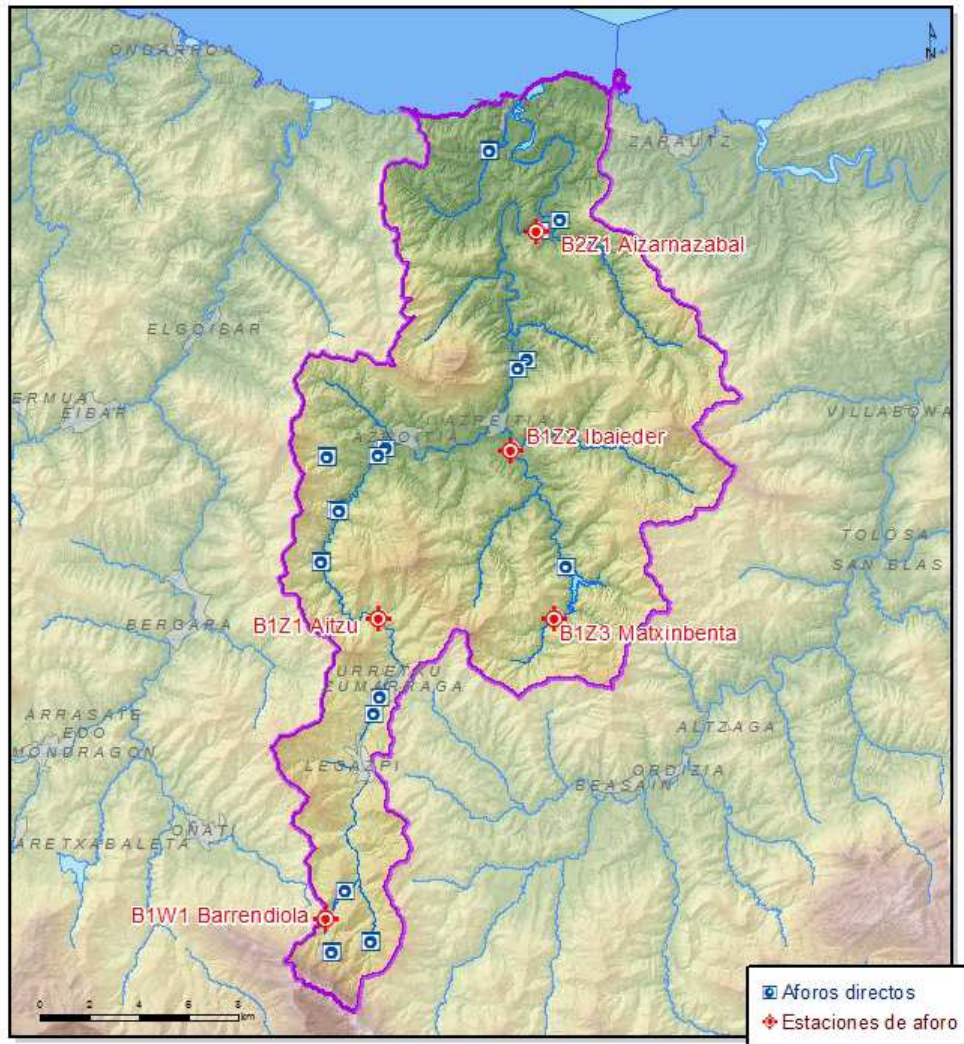 ONDARROA
N
ZARAUTZ
B2Z1 Aizarnazabal
ELGOIBAR
ERMUA
EIBAR
VILLABONA
AZPEITIA
AZKOITIA
B1Z2 Ibaieder
TOLOSA
SAN BLAS
BERGARA
B1Z1 Aitzu
B1Z3 Matxinbenta
URRETXU
ZUMARRAGA
ARRASATE
EDO
MONDRAGON
ALTZAGA
LEGAZPI
ORDIZIA
BEASAIN
OÑATI
ARETXABALETA
B1W1 Barrendiola
0 2 4 6 8
km
Aforos directos
Estaciones de aforo